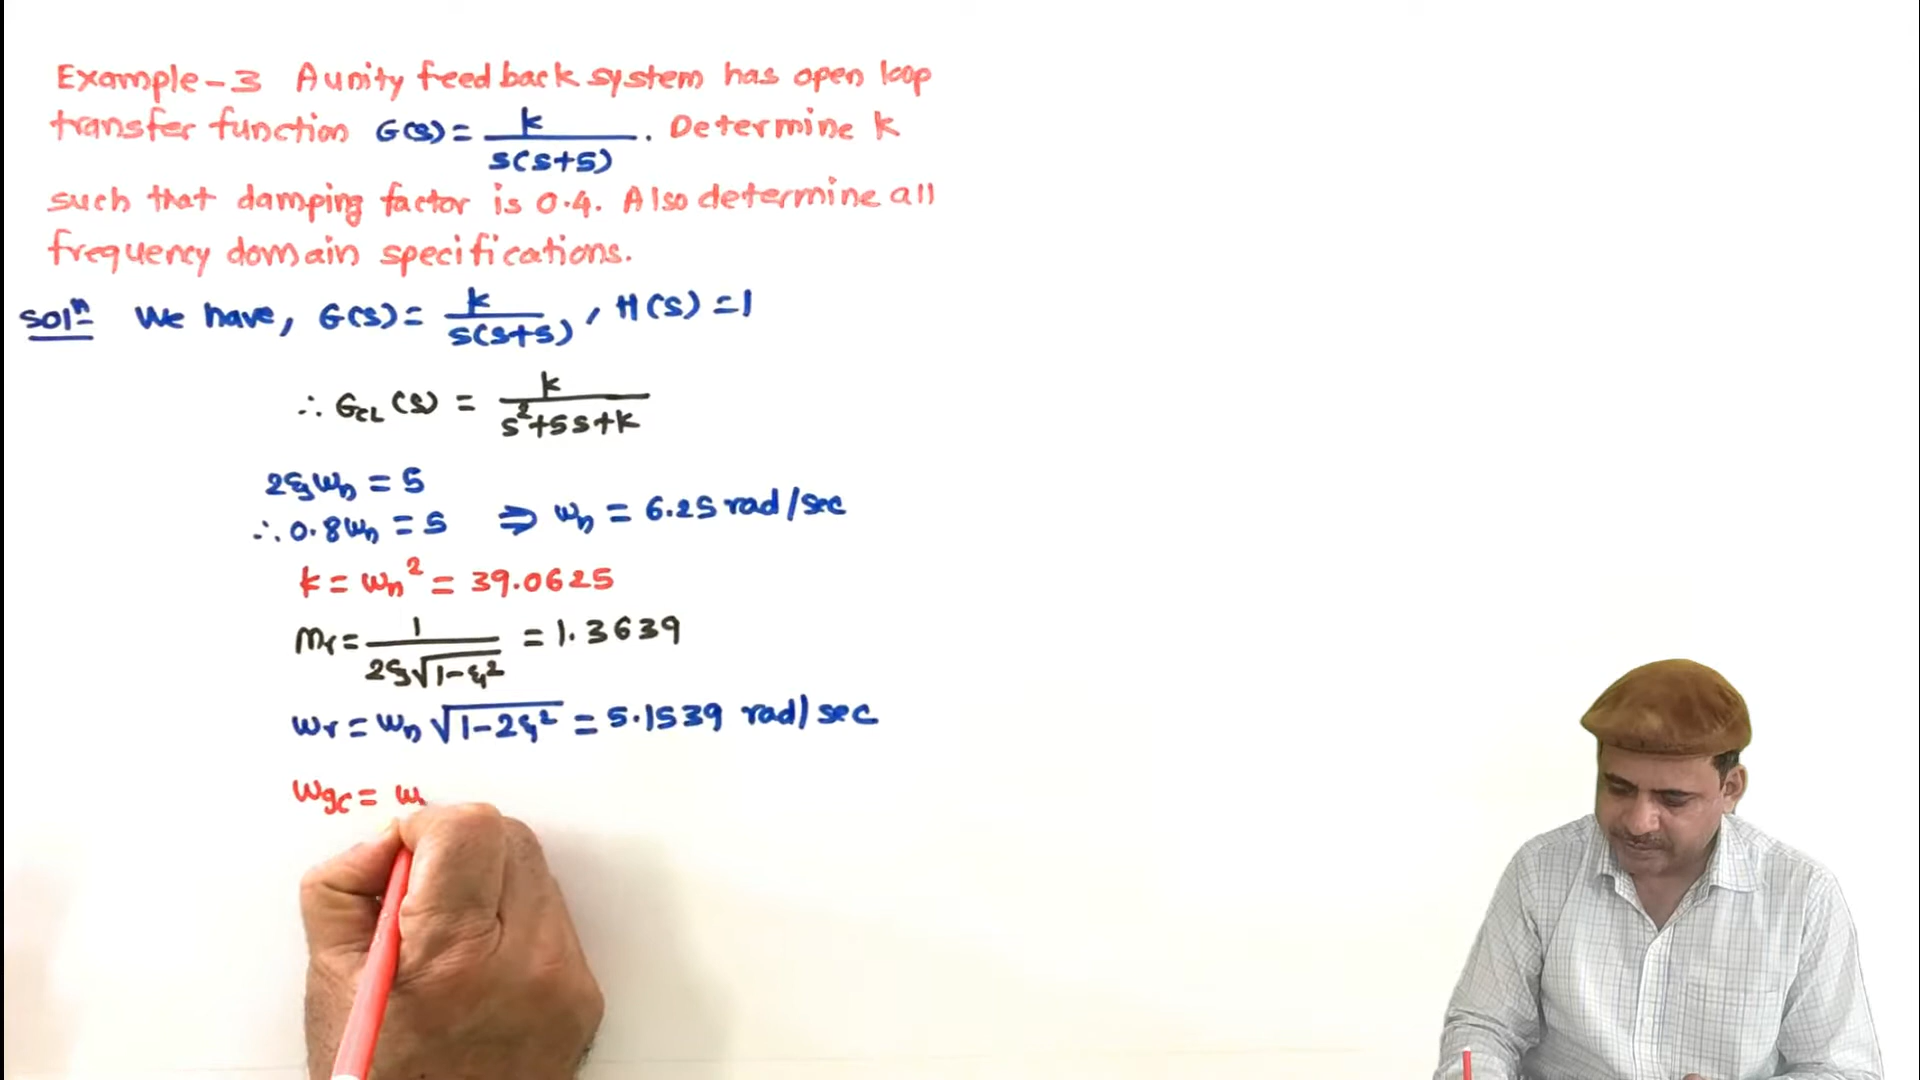 Example-3 A unity feedback system has open loop
transfer function G(s) = k / s(s+5) . Determine k
such that damping factor is 0.4. Also determine all
frequency domain specifications.
Solⁿ We have, G(s) = k / s(s+5) , H(s) = 1
∴ G_CL (s) = k / s²+5s+k
2ξωn = 5
∴ 0.8ωn = 5 ⇒ ωn = 6.25 rad/sec
k = ωn² = 39.0625
Mr = 1 / 2ξ√1-ξ² = 1.3639
ωr = ωn √1-2ξ² = 5.1539 rad/sec
ωgc = ω